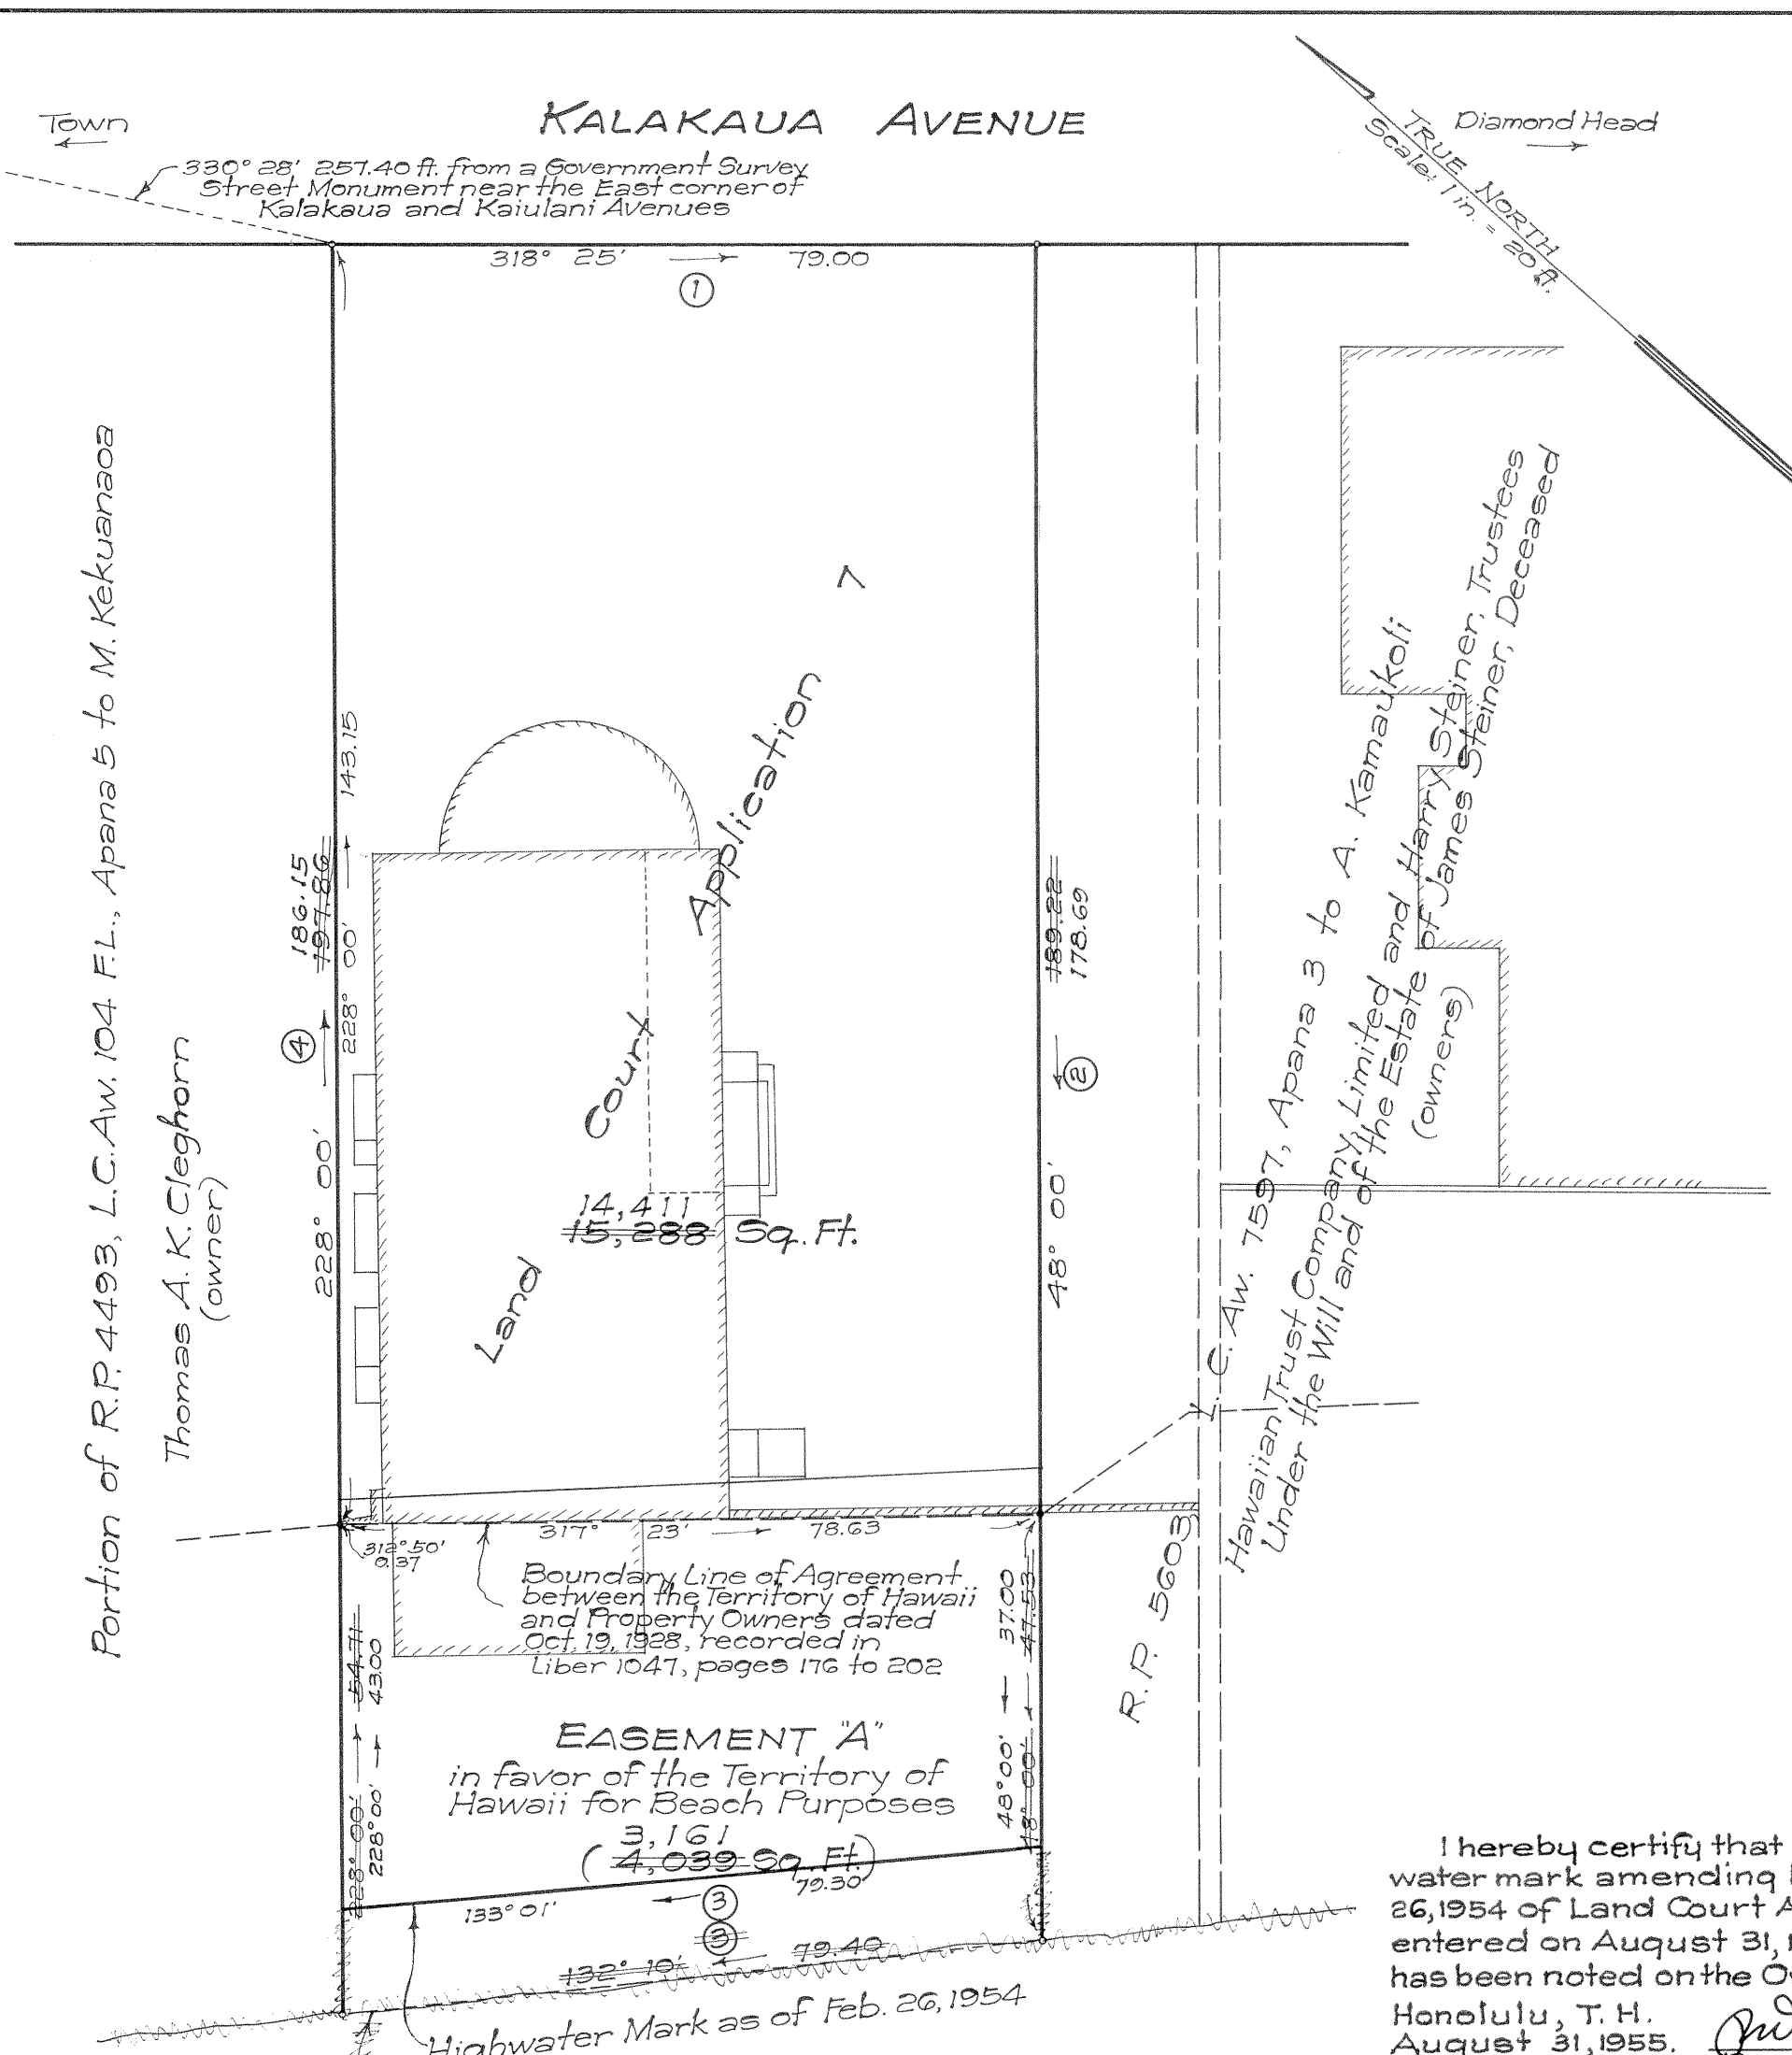 Town
KALAKAUA AVENUE
Diamond Head
TRUE NORTH
Scale: 1 in. = 20 ft.
330° 28' 257.40 ft. from a Government Survey
Street Monument near the East corner of
Kalakaua and Kaiulani Avenues
318° 25' 79.00
1
Portion of R.P. 4493, L.C. Aw. 104 F.L., Apana 5 to M. Kekuanaoa
Thomas A. K. Cleghorn
(owner)
186.15
197.86
4
228° 00'
143.15
228° 00'
Land Court Application 7
14,411
15,288 Sq. Ft.
189.22
178.69
2
48° 00'
L. C. Aw. 7597, Apana 3 to A. Kamaukoli
R.P. 5603
Hawaiian Trust Company, Limited and Harry Steiner, Trustees
Under the Will and of the Estate of James Steiner, Deceased
(owners)
312° 50'
0.37
317° 23' 78.63
Boundary Line of Agreement
between the Territory of Hawaii
and Property Owners dated
Oct. 19, 1928, recorded in
Liber 1047, pages 176 to 202
228° 00' 54.71
228° 00' 43.00
48° 00' 37.00
48° 00' 47.53
EASEMENT "A"
in favor of the Territory of
Hawaii for Beach Purposes
3,161
( 4,039 Sq. Ft.)
133° 01' 79.30
3
3
132° 10' 79.40
Highwater Mark as of Feb. 26, 1954
I hereby certify that
water mark amending
26, 1954 of Land Court
entered on August 31,
has been noted on the
Honolulu, T. H.
August 31, 1955.